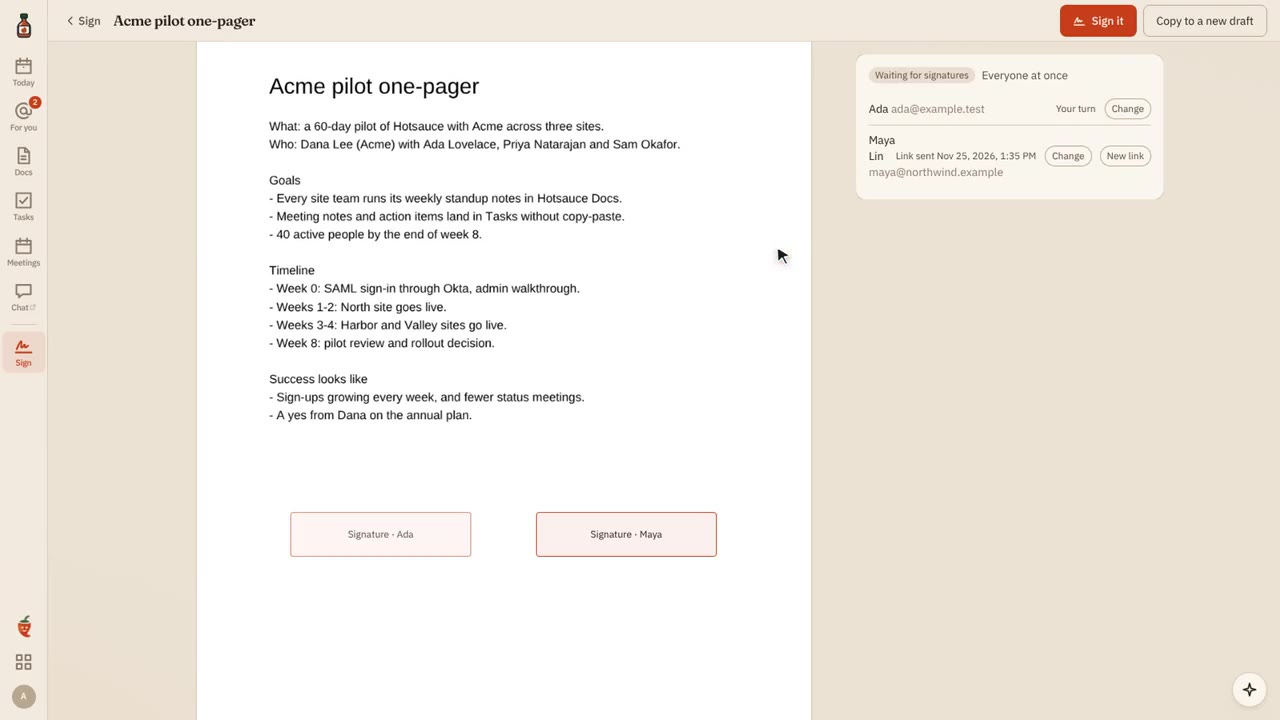 Sign
Acme pilot one-pager
Sign it
Copy to a new draft
Today
2
For you
Docs
Tasks
Meetings
Chat
Sign
A
Acme pilot one-pager
What: a 60-day pilot of Hotsauce with Acme across three sites.
Who: Dana Lee (Acme) with Ada Lovelace, Priya Natarajan and Sam Okafor.
Goals
- Every site team runs its weekly standup notes in Hotsauce Docs.
- Meeting notes and action items land in Tasks without copy-paste.
- 40 active people by the end of week 8.
Timeline
- Week 0: SAML sign-in through Okta, admin walkthrough.
- Weeks 1-2: North site goes live.
- Weeks 3-4: Harbor and Valley sites go live.
- Week 8: pilot review and rollout decision.
Success looks like
- Sign-ups growing every week, and fewer status meetings.
- A yes from Dana on the annual plan.
Signature · Ada
Signature · Maya
Waiting for signatures Everyone at once
Ada ada@example.test Your turn Change
Maya
Lin Link sent Nov 25, 2026, 1:35 PM Change New link
maya@northwind.example